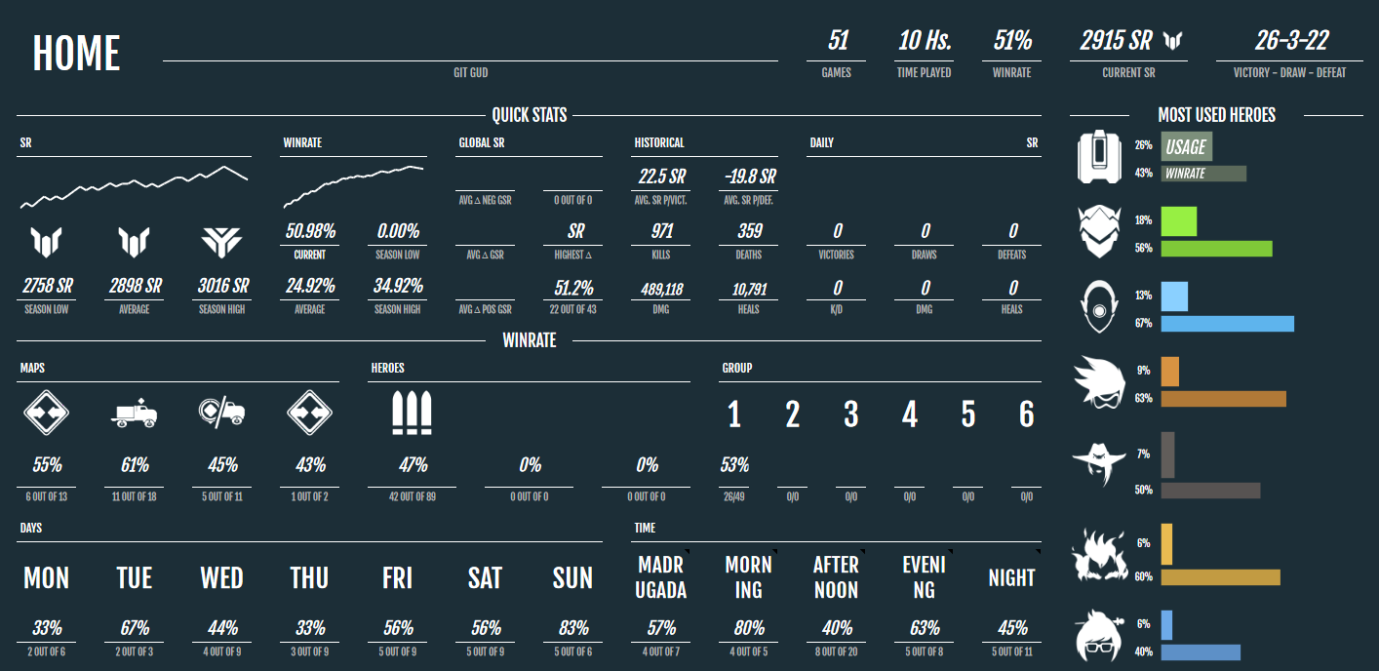 HOME
GIT GUD
51
GAMES
10 Hs.
TIME PLAYED
51%
WINRATE
2915 SR
CURRENT SR
26-3-22
VICTORY - DRAW - DEFEAT
QUICK STATS
SR
2758 SR
SEASON LOW
2898 SR
AVERAGE
3016 SR
SEASON HIGH
WINRATE
50.98%
CURRENT
0.00%
SEASON LOW
24.92%
AVERAGE
34.92%
SEASON HIGH
GLOBAL SR
AVG Δ NEG GSR
0 OUT OF 0
AVG Δ GSR
SR
HIGHEST Δ
AVG Δ POS GSR
51.2%
22 OUT OF 43
HISTORICAL
22.5 SR
AVG. SR P/VICT.
-19.8 SR
AVG. SR P/DEF.
971
KILLS
359
DEATHS
489,118
DMG
10,791
HEALS
DAILY
SR
0
VICTORIES
0
DRAWS
0
DEFEATS
0
K/D
0
DMG
0
HEALS
WINRATE
MAPS
55%
6 OUT OF 13
61%
11 OUT OF 18
45%
5 OUT OF 11
43%
1 OUT OF 2
HEROES
47%
42 OUT OF 89
0%
0 OUT OF 0
0%
0 OUT OF 0
GROUP
1 2 3 4 5 6
53%
26/49 0/0 0/0 0/0 0/0 0/0
DAYS
MON TUE WED THU FRI SAT SUN
33% 67% 44% 33% 56% 56% 83%
2 OUT OF 6 2 OUT OF 3 4 OUT OF 9 3 OUT OF 9 5 OUT OF 9 5 OUT OF 9 5 OUT OF 6
TIME
MADR
UGADA
MORN
ING
AFTER
NOON
EVENI
NG
NIGHT
57% 80% 40% 63% 45%
4 OUT OF 7 4 OUT OF 5 8 OUT OF 20 5 OUT OF 8 5 OUT OF 11
MOST USED HEROES
26% USAGE
43% WINRATE
18%
56%
13%
67%
9%
63%
7%
50%
6%
60%
6%
40%